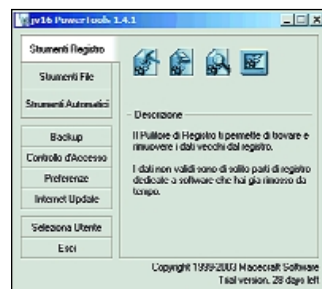 jv16 PowerTools 1.4.1
Strumenti Registro
Strumenti File
Strumenti Automatici
Backup
Controllo d'Accesso
Preferenze
Internet Update
Seleziona Utente
Esci
Descrizione
Il Pulitore di Registro ti permette di trovare e
rimuovere i dati vecchi dal registro.
I dati non validi sono di solito parti di registro
dedicate a software che hai già rimosso da
tempo.
Copyright 1999-2003 Macecraft Software
Trial version, 28 days left